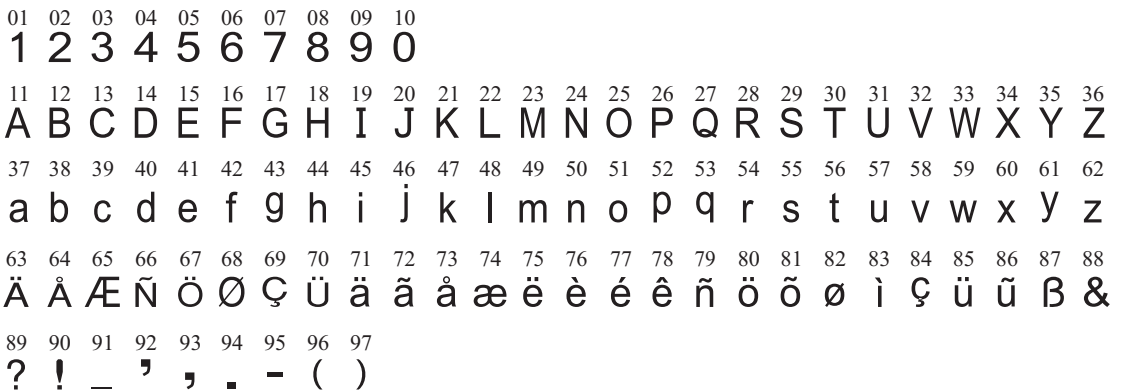 01 02 03 04 05 06 07 08 09 10
1 2 3 4 5 6 7 8 9 0
11 12 13 14 15 16 17 18 19 20 21 22 23 24 25 26 27 28 29 30 31 32 33 34 35 36
A B C D E F G H I J K L M N O P Q R S T U V W X Y Z
37 38 39 40 41 42 43 44 45 46 47 48 49 50 51 52 53 54 55 56 57 58 59 60 61 62
a b c d e f g h i j k l m n o p q r s t u v w x y z
63 64 65 66 67 68 69 70 71 72 73 74 75 76 77 78 79 80 81 82 83 84 85 86 87 88
Ä Å Æ Ñ Ö Ø Ç Ü ä ã å æ ë è é ê ñ ö õ ø ì ç ü ũ ß &
89 90 91 92 93 94 95 96 97
? ! _ ’ , . - ( )